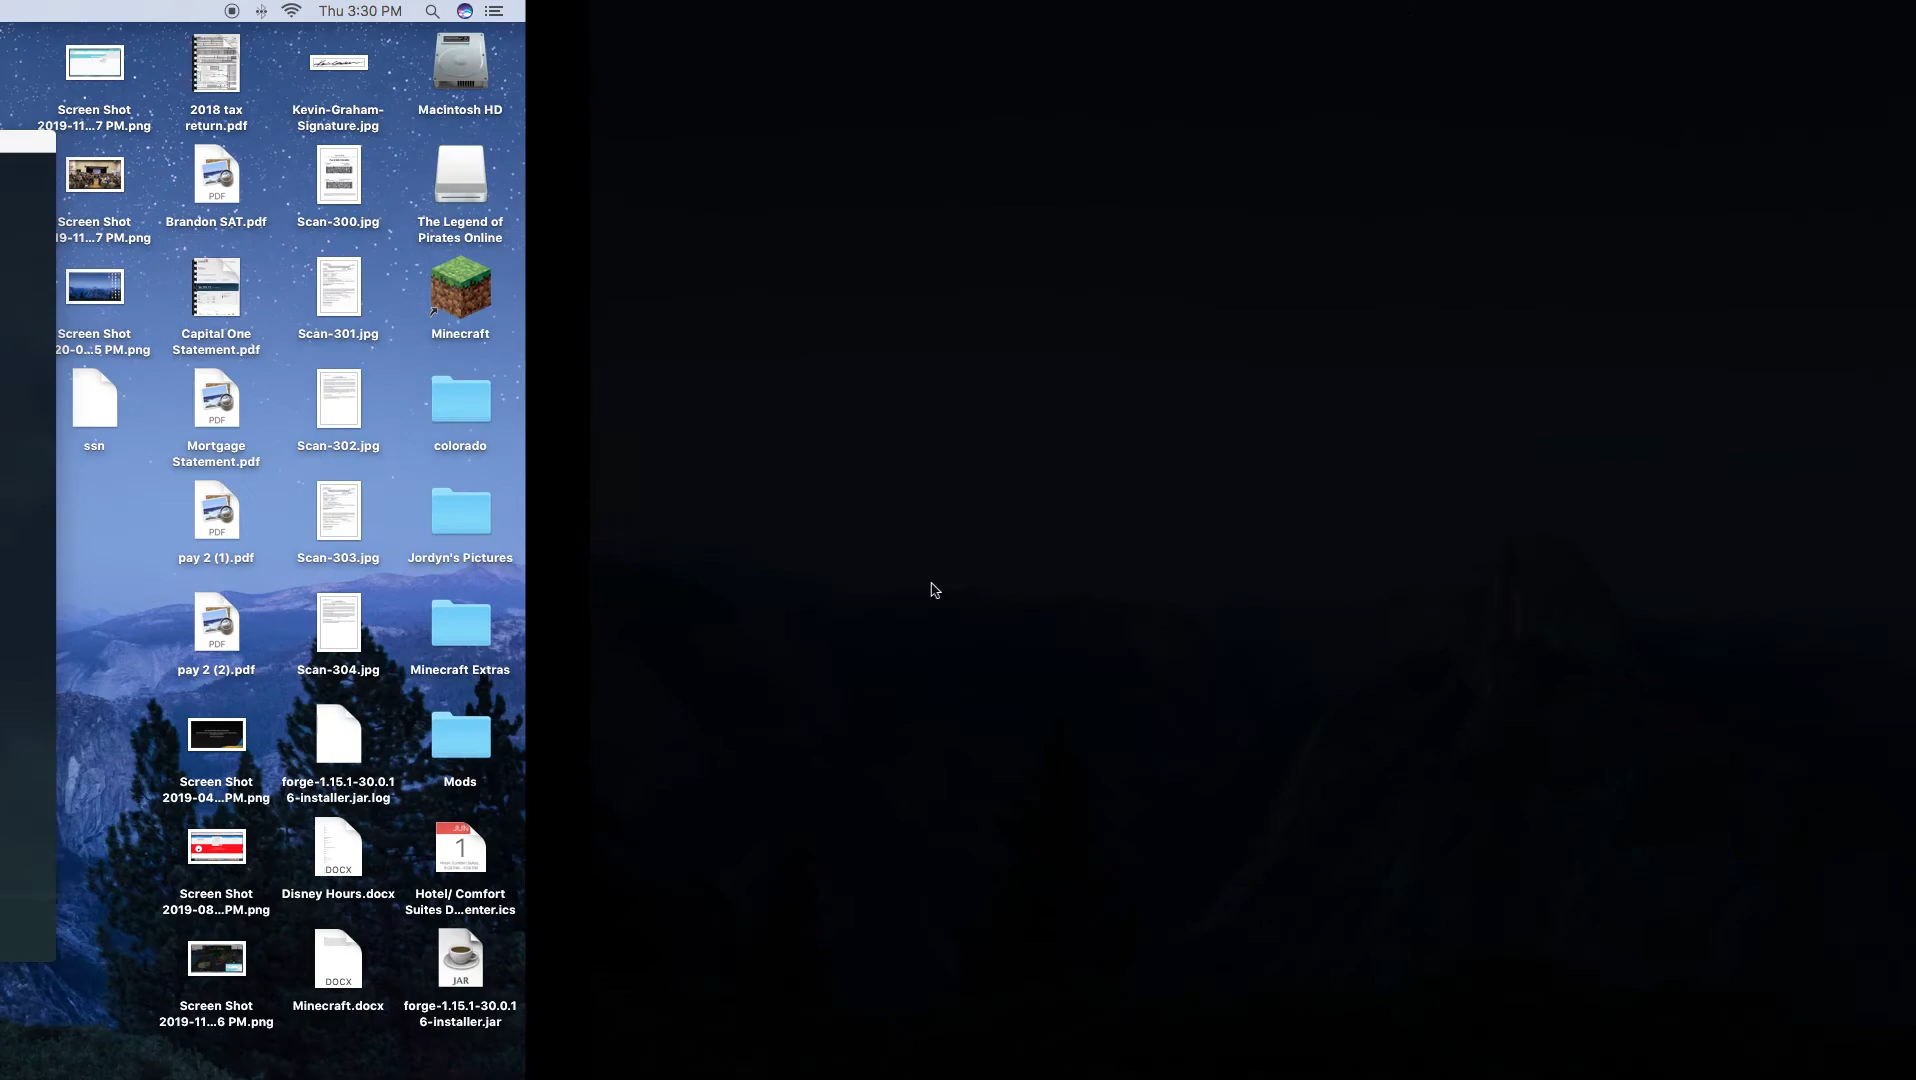 Thu 3:30 PM
Screen Shot
2019-11...7 PM.png
2018 tax
return.pdf
Kevin-Graham-
Signature.jpg
Macintosh HD
Screen Shot
19-11...7 PM.png
PDF
Brandon SAT.pdf
Scan-300.jpg
The Legend of
Pirates Online
Screen Shot
20-0...5 PM.png
Capital One
Statement.pdf
Scan-301.jpg
Minecraft
ssn
PDF
Mortgage
Statement.pdf
Scan-302.jpg
colorado
PDF
pay 2 (1).pdf
Scan-303.jpg
Jordyn's Pictures
PDF
pay 2 (2).pdf
Scan-304.jpg
Minecraft Extras
Screen Shot
2019-04...PM.png
forge-1.15.1-30.0.1
6-installer.jar.log
Mods
Screen Shot
2019-08...PM.png
DOCX
Disney Hours.docx
JUN
1
Hotel/ Comfort
Suites D...enter.ics
Screen Shot
2019-11...6 PM.png
DOCX
Minecraft.docx
JAR
forge-1.15.1-30.0.1
6-installer.jar